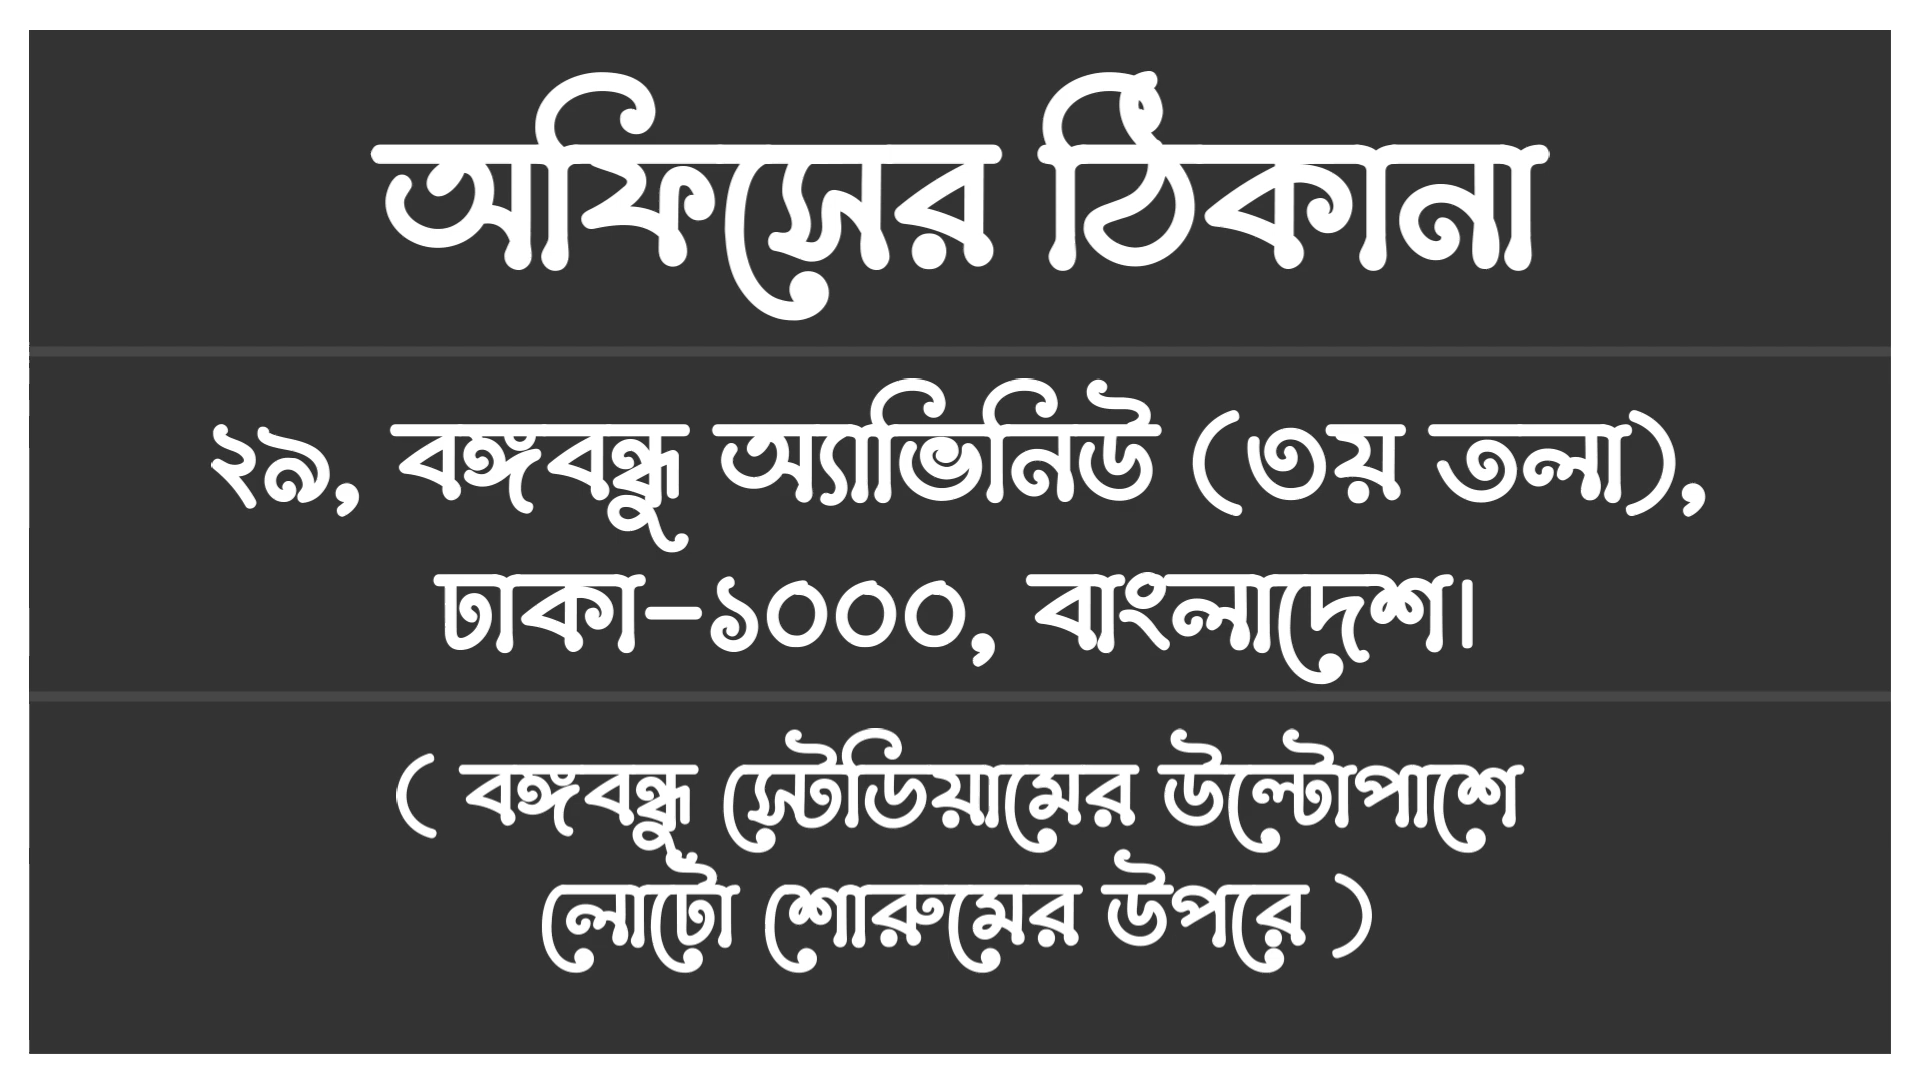 অফিসের ঠিকানা
২৯, বঙ্গবন্ধু অ্যাভিনিউ (৩য় তলা),
ঢাকা-১০০০, বাংলাদেশ।
( বঙ্গবন্ধু স্টেডিয়ামের উল্টোপাশে
লোটো শোরুমের উপরে )